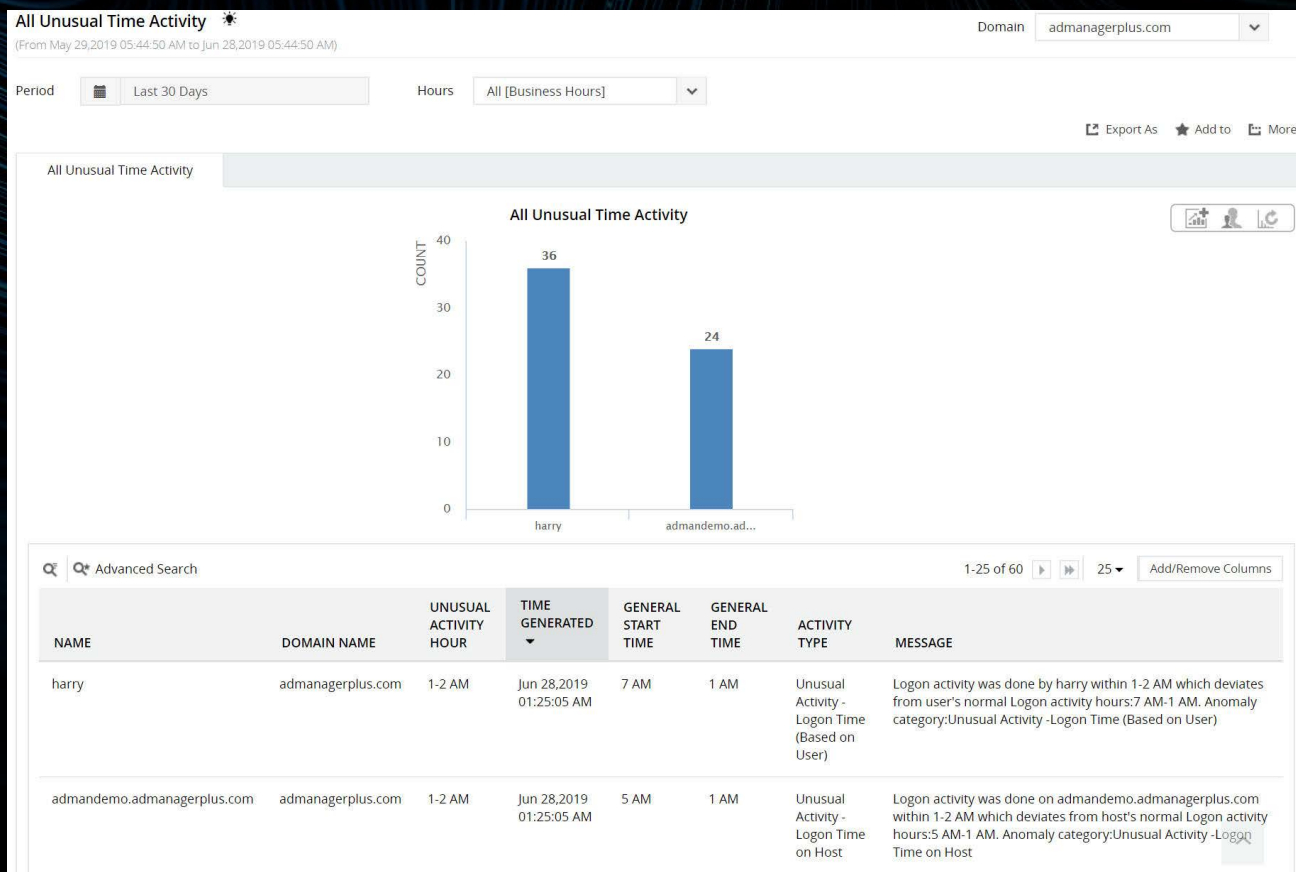 All Unusual Time Activity
(From May 29,2019 05:44:50 AM to Jun 28,2019 05:44:50 AM)
Domain admanagerplus.com
Period Last 30 Days Hours All [Business Hours]
Export As Add to More
All Unusual Time Activity
All Unusual Time Activity
COUNT
40
30
20
10
0
36
24
harry admandemo.ad...
Advanced Search 1-25 of 60 25 Add/Remove Columns
NAME DOMAIN NAME UNUSUAL ACTIVITY HOUR TIME GENERATED GENERAL START TIME GENERAL END TIME ACTIVITY TYPE MESSAGE
harry admanagerplus.com 1-2 AM Jun 28,2019 7 AM 1 AM Unusual Logon activity was done by harry within 1-2 AM which deviates
01:25:05 AM Activity - from user's normal Logon activity hours:7 AM-1 AM. Anomaly
Logon Time category:Unusual Activity -Logon Time (Based on User)
(Based on
User)
admandemo.admanagerplus.com admanagerplus.com 1-2 AM Jun 28,2019 5 AM 1 AM Unusual Logon activity was done on admandemo.admanagerplus.com
01:25:05 AM Activity - within 1-2 AM which deviates from host's normal Logon activity
Logon Time hours:5 AM-1 AM. Anomaly category:Unusual Activity -Logon
on Host Time on Host